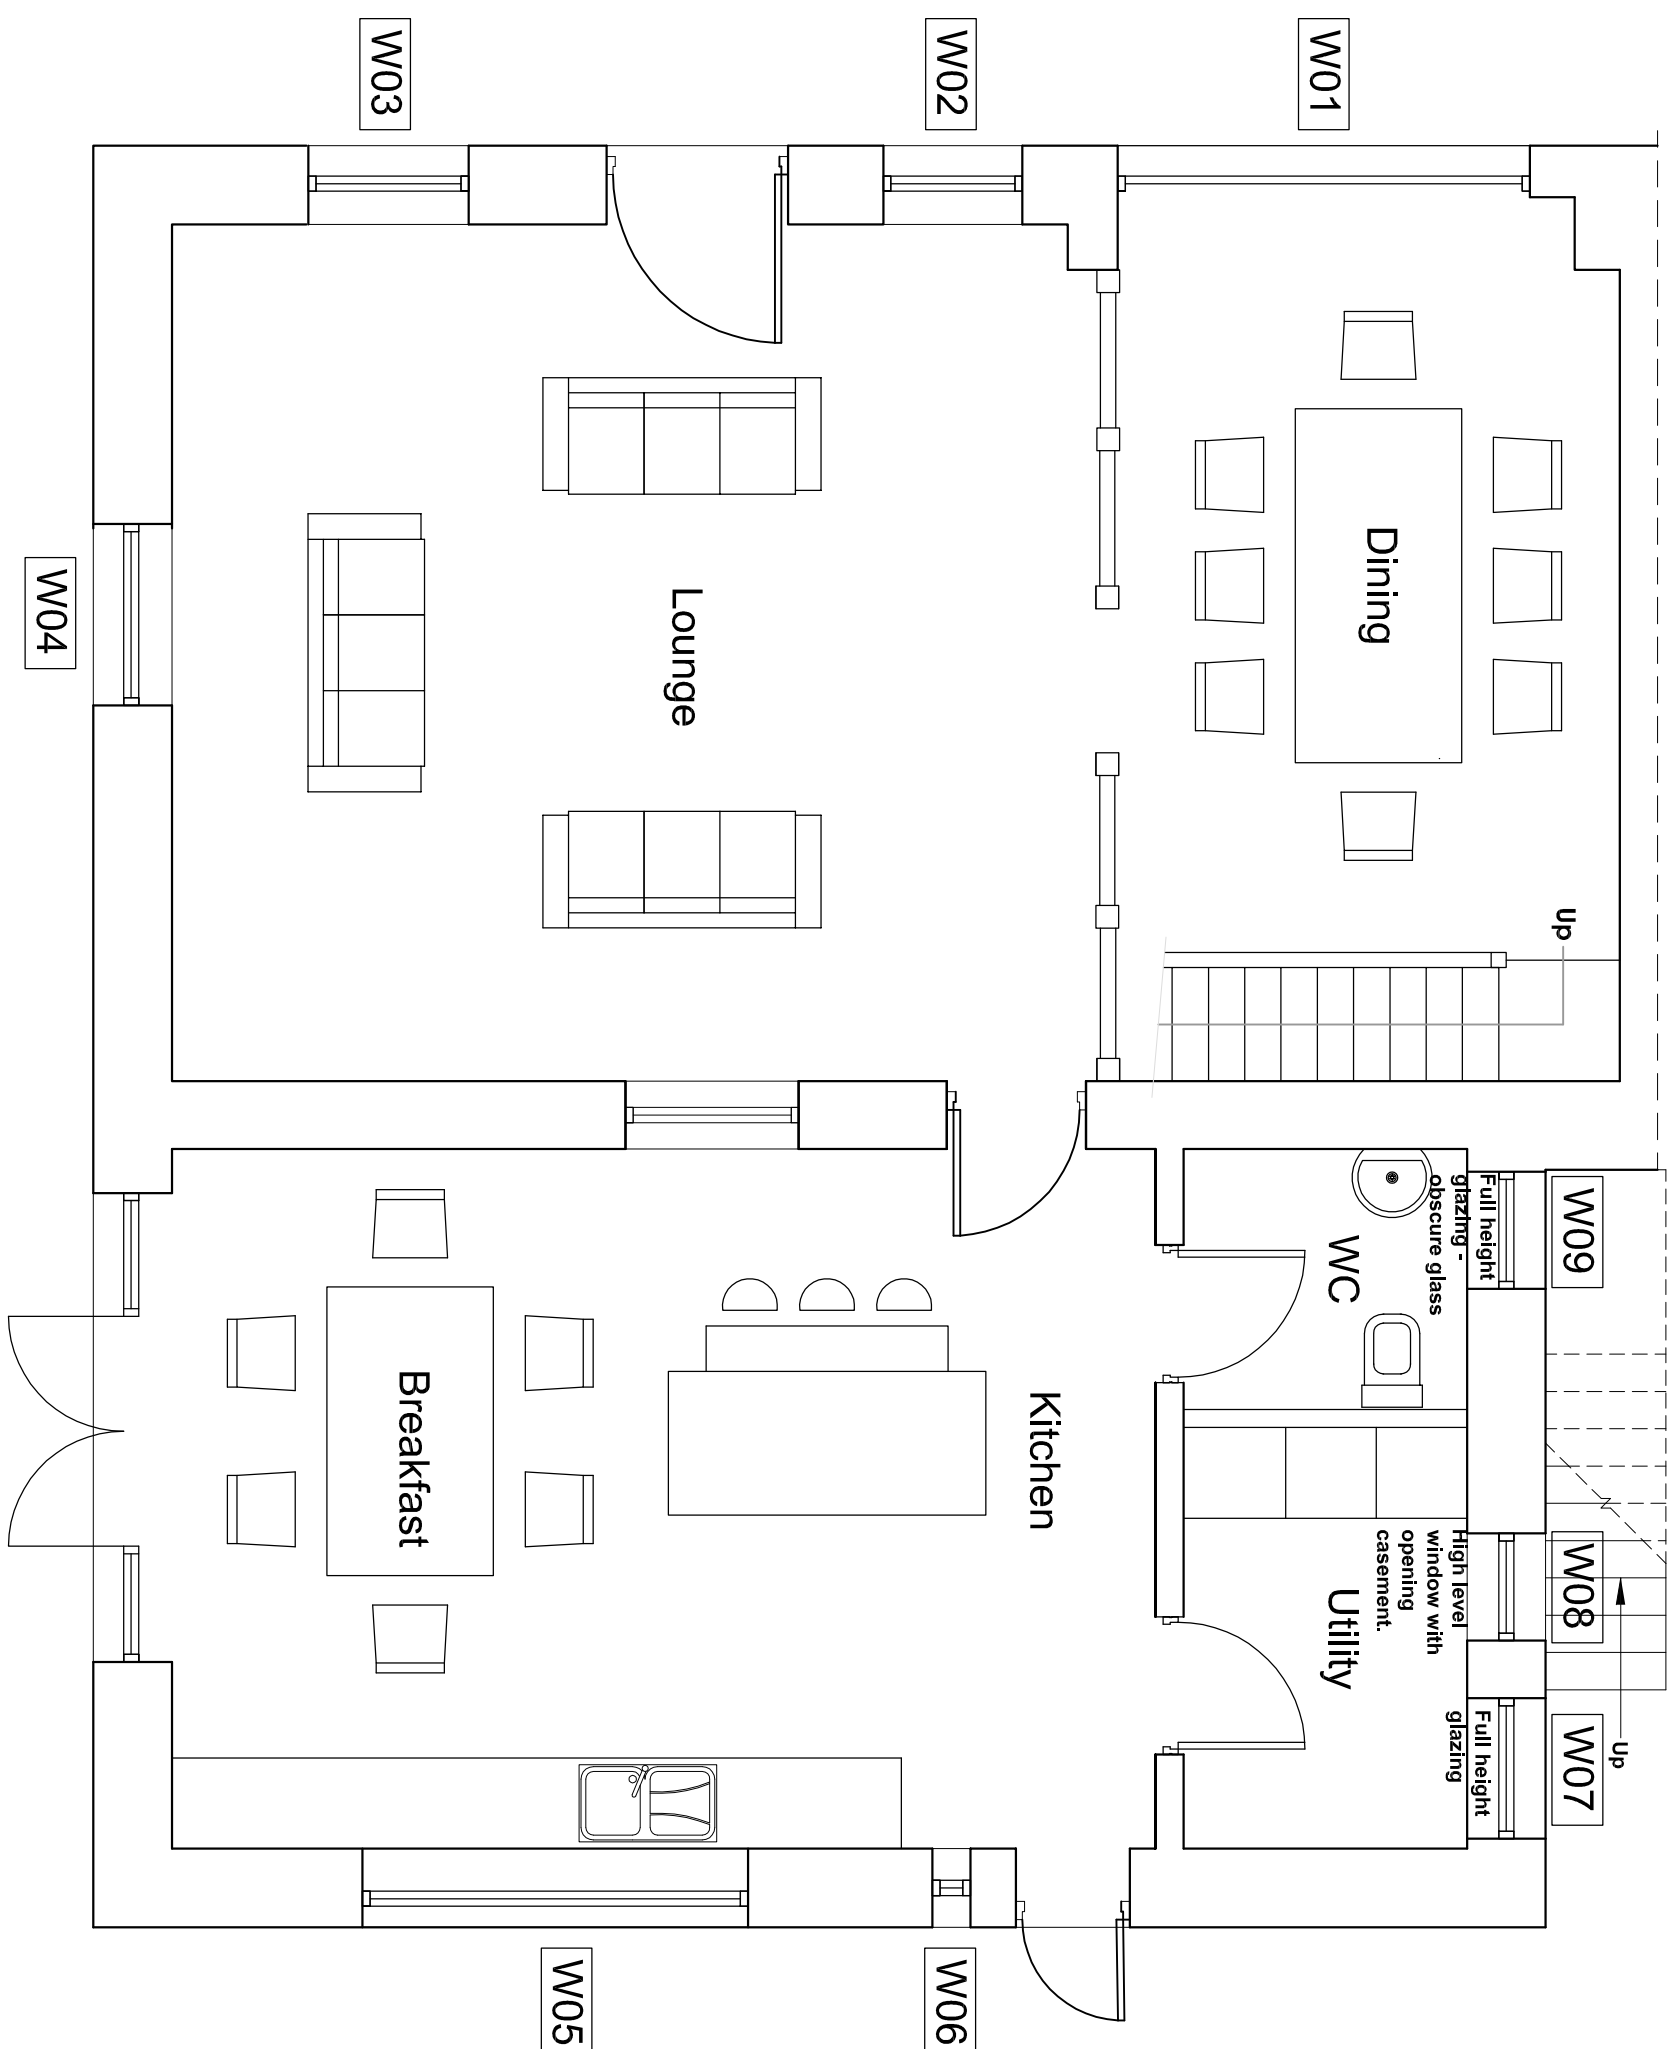 W01
W02
W03
W04
Dining
Lounge
Up
W09
Full height
glazing -
obscure glass
WC
W08
High level
window with
opening
casement.
Utility
Up
W07
Full height
glazing
Kitchen
Breakfast
W06
W05